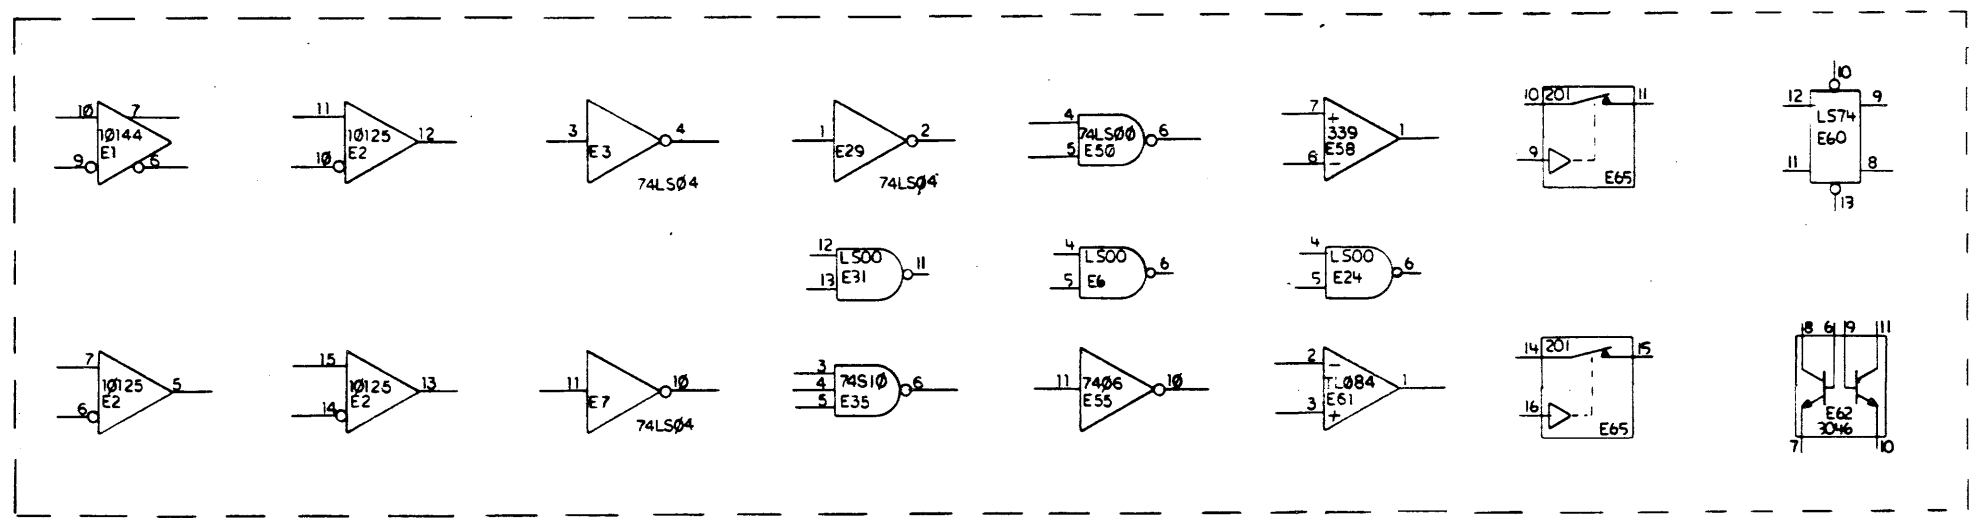 10 7
10144
E1
9 6
11
10125 12
E2
10
3 4
E3
74LS04
1 2
E29
74LS04
4
74LS00 6
5 E50
7
+
339 1
E58
6 −
10 201 11
9
E65
10
12 9
LS74
E60
11 8
13
12
LS00 11
13 E31
4
LS00 6
5 E6
4
LS00 6
5 E24
7
10125 5
E2
6
15
10125 13
E2
14
11 10
E7
74LS04
3
4 74S10 6
5 E35
11 7406 10
E55
2 −
TL084 1
E61
3 +
14 201 15
16
E65
8 6 9 11
E62
3046
7 10